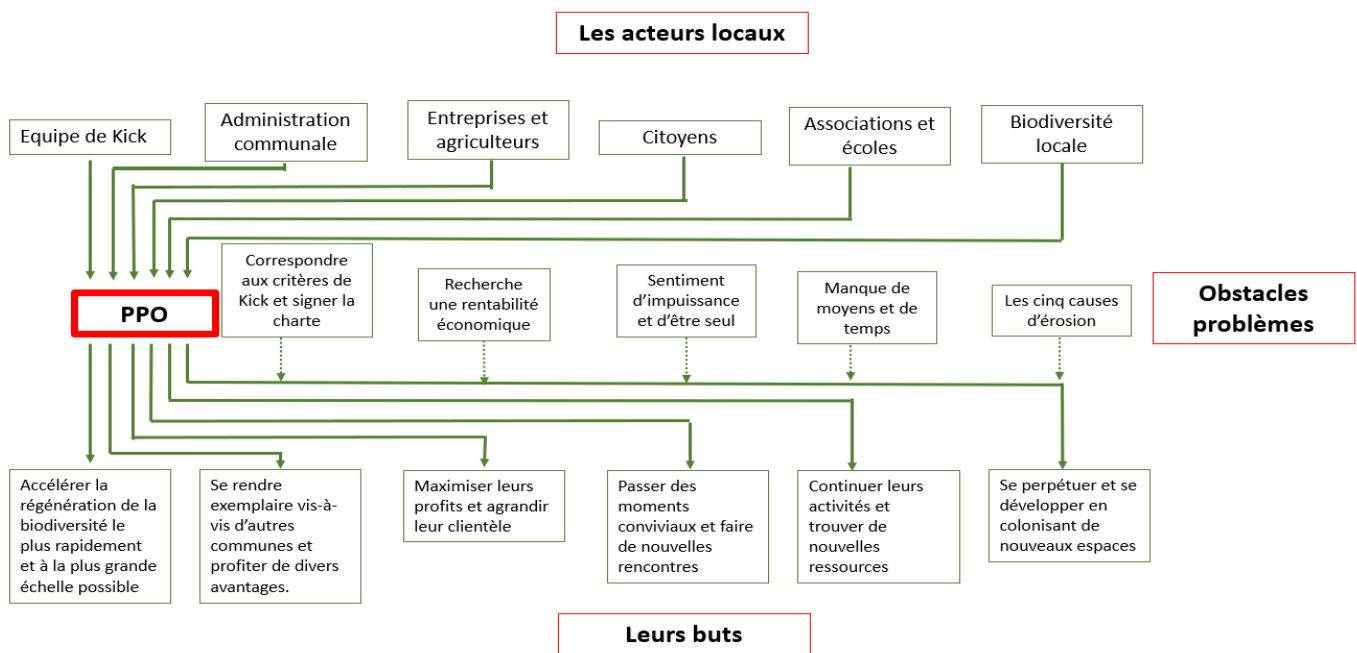 Les acteurs locaux
Equipe de Kick
Administration
communale
Entreprises et
agriculteurs
Citoyens
Associations et
écoles
Biodiversité
locale
PPO
Correspondre
aux critères de
Kick et signer la
charte
Recherche
une rentabilité
économique
Sentiment
d’impuissance
et d’être seul
Manque de
moyens et de
temps
Les cinq causes
d’érosion
Obstacles
problèmes
Accélérer la
régénération de la
biodiversité le
plus rapidement
et à la plus grande
échelle possible
Se rendre
exemplaire vis-à-
vis d’autres
communes et
profiter de divers
avantages.
Maximiser leurs
profits et agrandir
leur clientèle
Passer des
moments
conviviaux et faire
de nouvelles
rencontres
Continuer leurs
activités et
trouver de
nouvelles
ressources
Se perpétuer et se
développer en
colonisant de
nouveaux espaces
Leurs buts